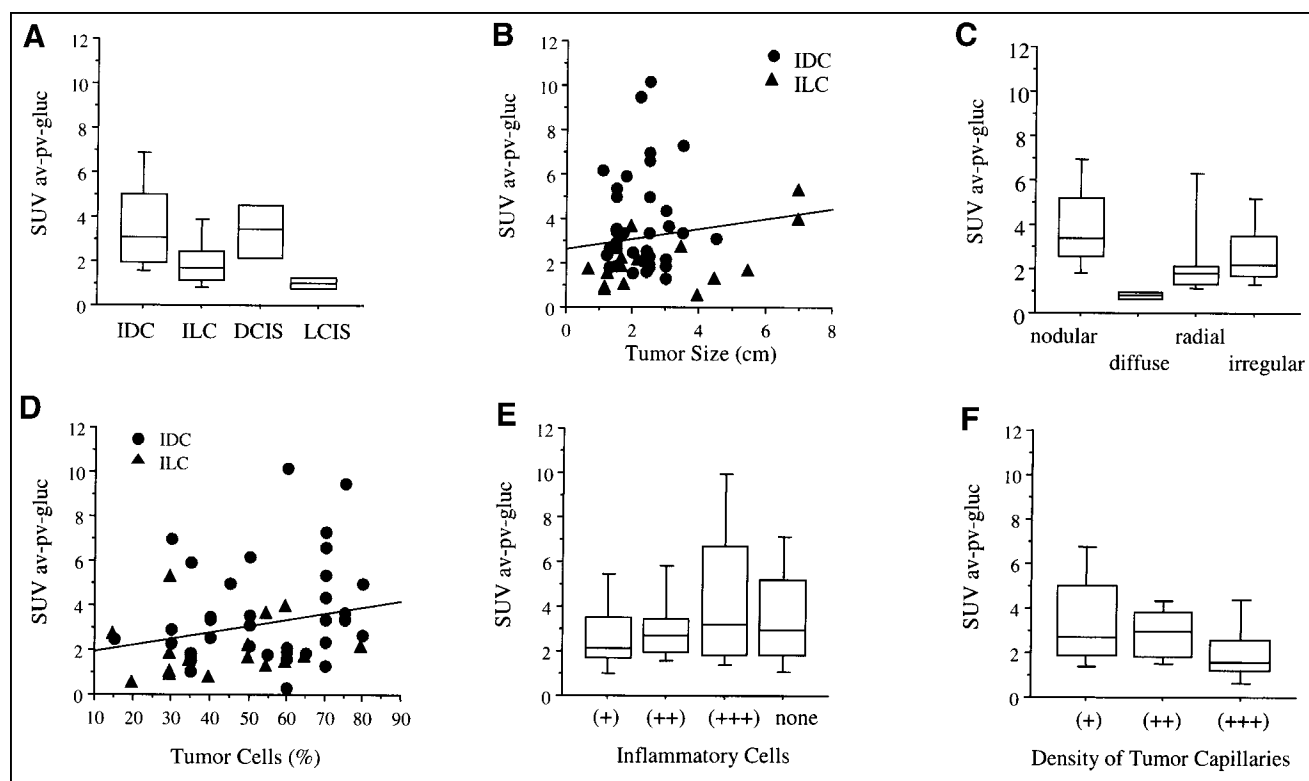 A
SUV av-pv-gluc
12
10
8
6
4
2
0
IDC ILC DCIS LCIS
B
SUV av-pv-gluc
12
10
8
6
4
2
0
IDC
ILC
0 2 4 6 8
Tumor Size (cm)
C
SUV av-pv-gluc
12
10
8
6
4
2
0
nodular radial
diffuse irregular
D
SUV av-pv-gluc
12
10
8
6
4
2
0
IDC
ILC
10 20 30 40 50 60 70 80 90
Tumor Cells (%)
E
SUV av-pv-gluc
12
10
8
6
4
2
0
(+) (++) (+++) none
Inflammatory Cells
F
SUV av-pv-gluc
12
10
8
6
4
2
0
(+) (++) (+++)
Density of Tumor Capillaries